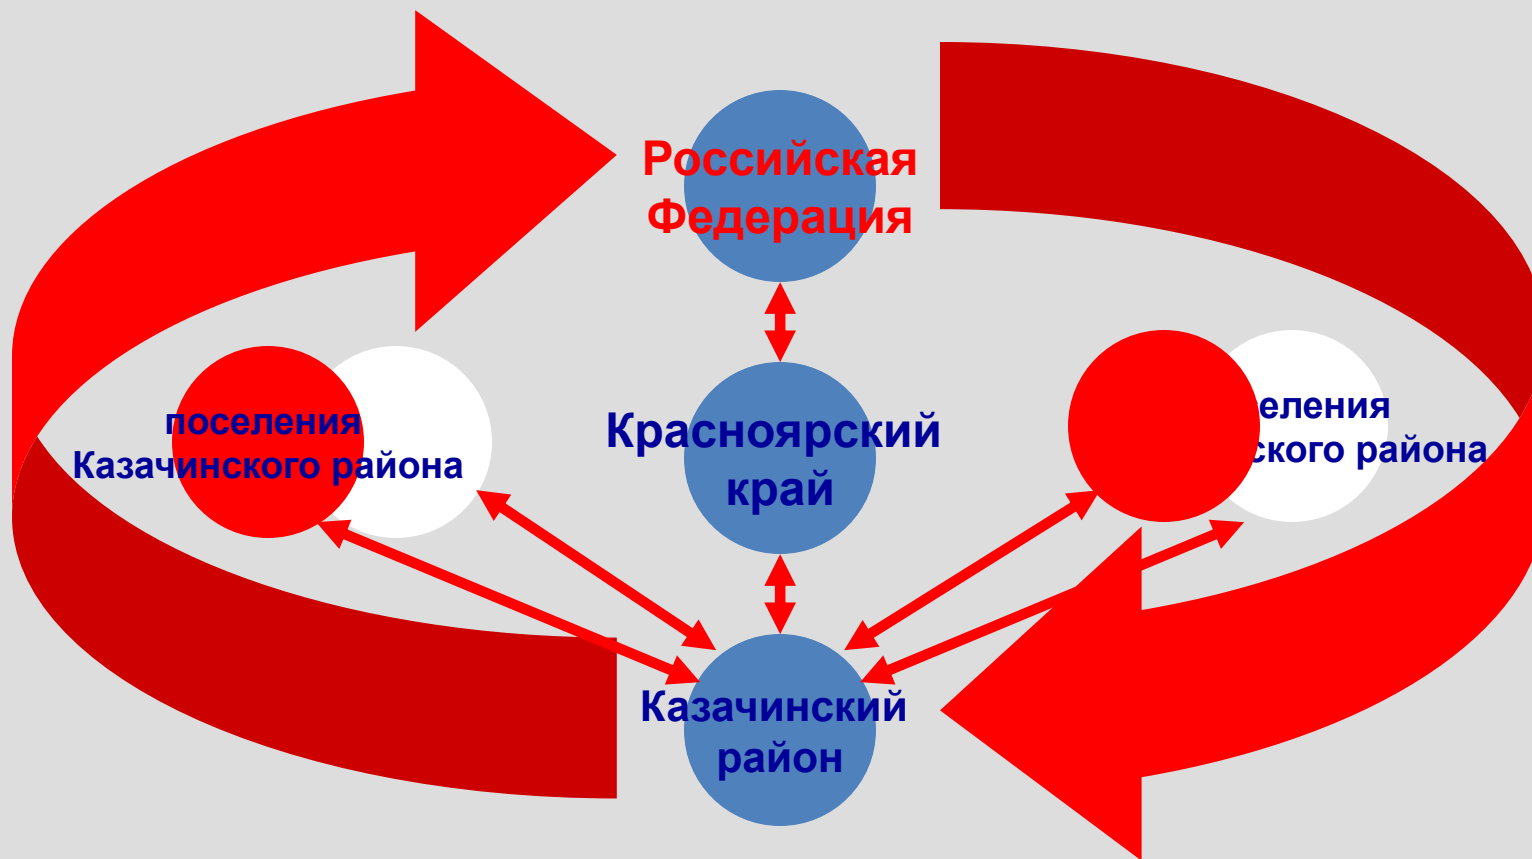 Российская
Федерация
поселения
Казачинского района
Красноярский
край
еления
ского района
Казачинский
район